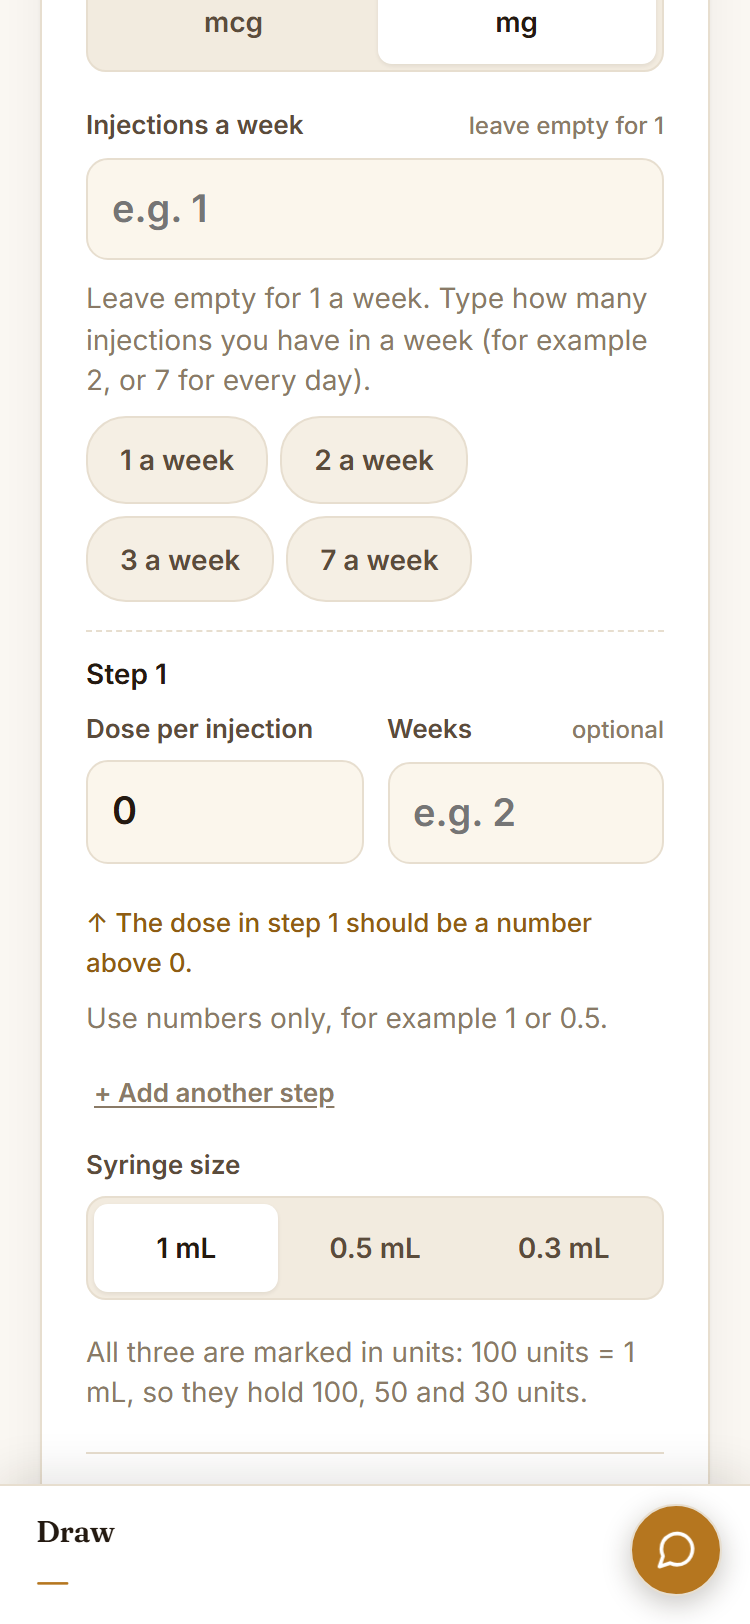 mcg mg
Injections a week leave empty for 1
e.g. 1
Leave empty for 1 a week. Type how many
injections you have in a week (for example
2, or 7 for every day).
1 a week 2 a week
3 a week 7 a week
Step 1
Dose per injection Weeks optional
0 e.g. 2
↑ The dose in step 1 should be a number
above 0.
Use numbers only, for example 1 or 0.5.
+ Add another step
Syringe size
1 mL 0.5 mL 0.3 mL
All three are marked in units: 100 units = 1
mL, so they hold 100, 50 and 30 units.
Draw
—